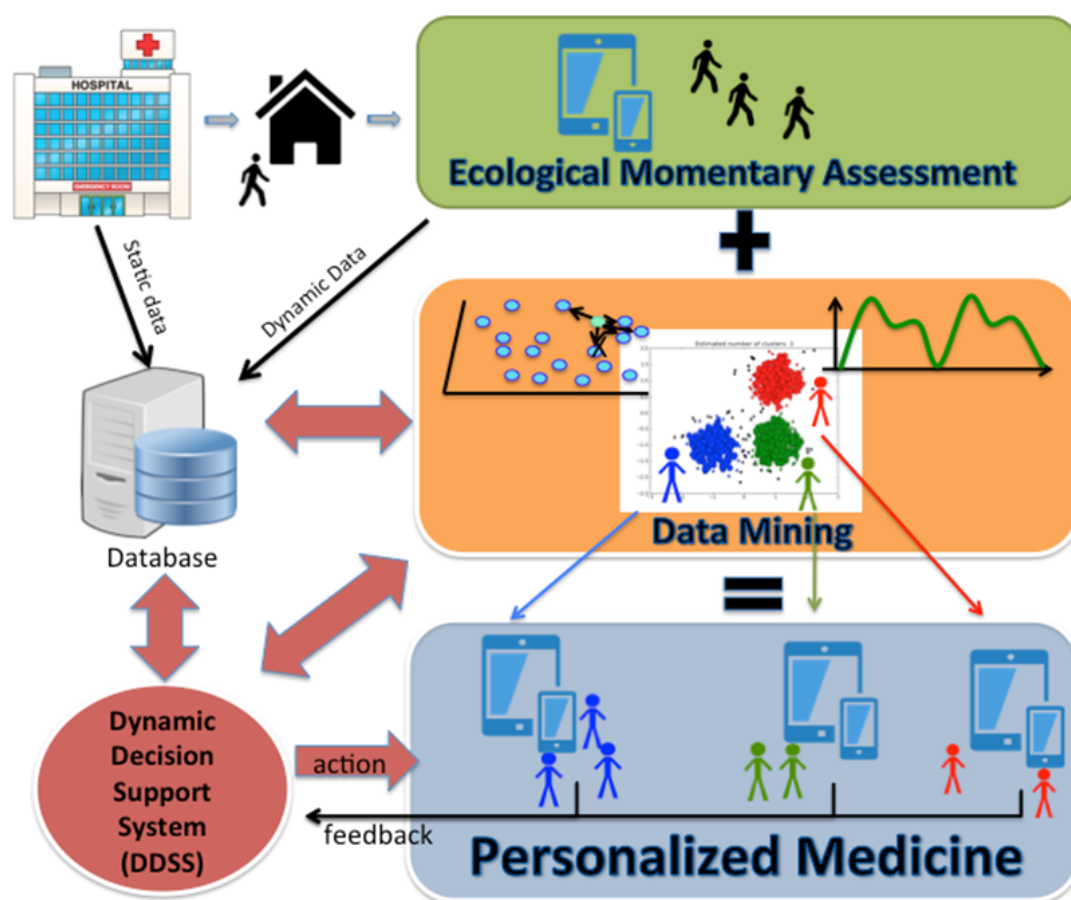 HOSPITAL
EMERGENCY ROOM
Ecological Momentary Assessment
Static data
Dynamic Data
Estimated number of clusters: 3
Data Mining
Database
Dynamic
Decision
Support
System
(DDSS)
action
feedback
Personalized Medicine